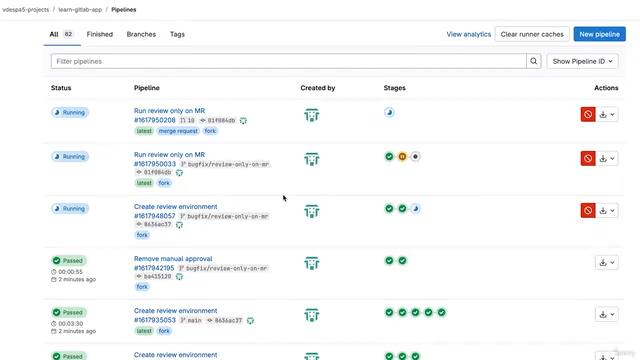 vdespa5-projects / learn-gitlab-app / Pipelines
All 62 Finished Branches Tags View analytics Clear runner caches New pipeline
Filter pipelines Show Pipeline ID
Status Pipeline Created by Stages Actions
Running Run review only on MR
#1617950208 10 01f084db
latest merge request fork
Running Run review only on MR
#1617950033 bugfix/review-only-on-mr
01f084db
latest fork
Running Create review environment
#1617948057 bugfix/review-only-on-mr
8636ac37
fork
Passed Remove manual approval
00:00:55 #1617942195 bugfix/review-only-on-mr
2 minutes ago ba415120
fork
Passed Create review environment
00:03:30 #1617935053 main 8636ac37
2 minutes ago latest fork
Passed Create review environment